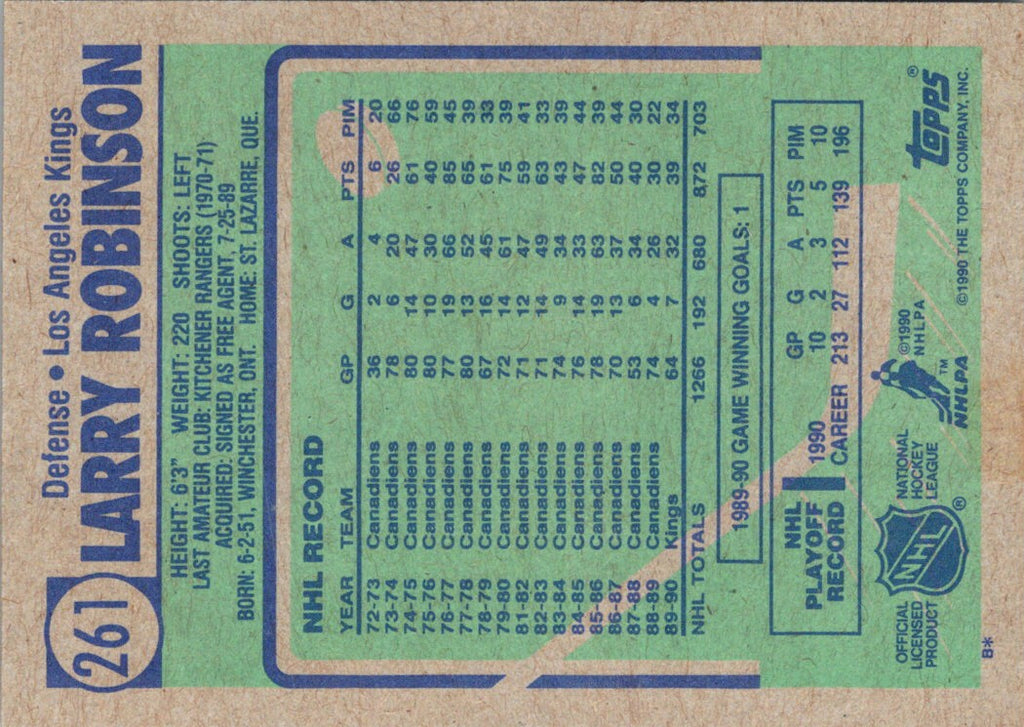 261
Defense • Los Angeles Kings
LARRY ROBINSON
HEIGHT: 6'3" WEIGHT: 220 SHOOTS: LEFT
LAST AMATEUR CLUB: KITCHENER RANGERS (1970-71)
ACQUIRED: SIGNED AS FREE AGENT, 7-25-89
BORN: 6-2-51, WINCHESTER, ONT. HOME: ST. LAZARRE, QUE.
NHL RECORD
YEAR TEAM GP G A PTS PIM
72-73 Canadiens 36 2 4 6 20
73-74 Canadiens 78 6 20 26 66
74-75 Canadiens 80 14 47 61 76
75-76 Canadiens 80 10 30 40 59
76-77 Canadiens 77 19 66 85 45
77-78 Canadiens 80 13 52 65 39
78-79 Canadiens 67 16 45 61 33
79-80 Canadiens 72 14 61 75 39
81-82 Canadiens 71 12 47 59 41
82-83 Canadiens 71 14 49 63 33
83-84 Canadiens 74 9 34 43 39
84-85 Canadiens 76 14 33 47 44
85-86 Canadiens 78 19 63 82 39
86-87 Canadiens 70 13 37 50 44
87-88 Canadiens 53 6 34 40 30
88-89 Canadiens 74 4 26 30 22
89-90 Kings 64 7 32 39 34
NHL TOTALS 1266 192 680 872 703
1989-90 GAME WINNING GOALS: 1
NHL PLAYOFF RECORD
GP G A PTS PIM
1990 10 2 3 5 10
CAREER 213 27 112 139 196
OFFICIAL
LICENSED
PRODUCT
NHL ®
NATIONAL
HOCKEY
LEAGUE
NHLPA ™
©1990
NHLPA
TOPPS ®
©1990 THE TOPPS COMPANY, INC.
B*